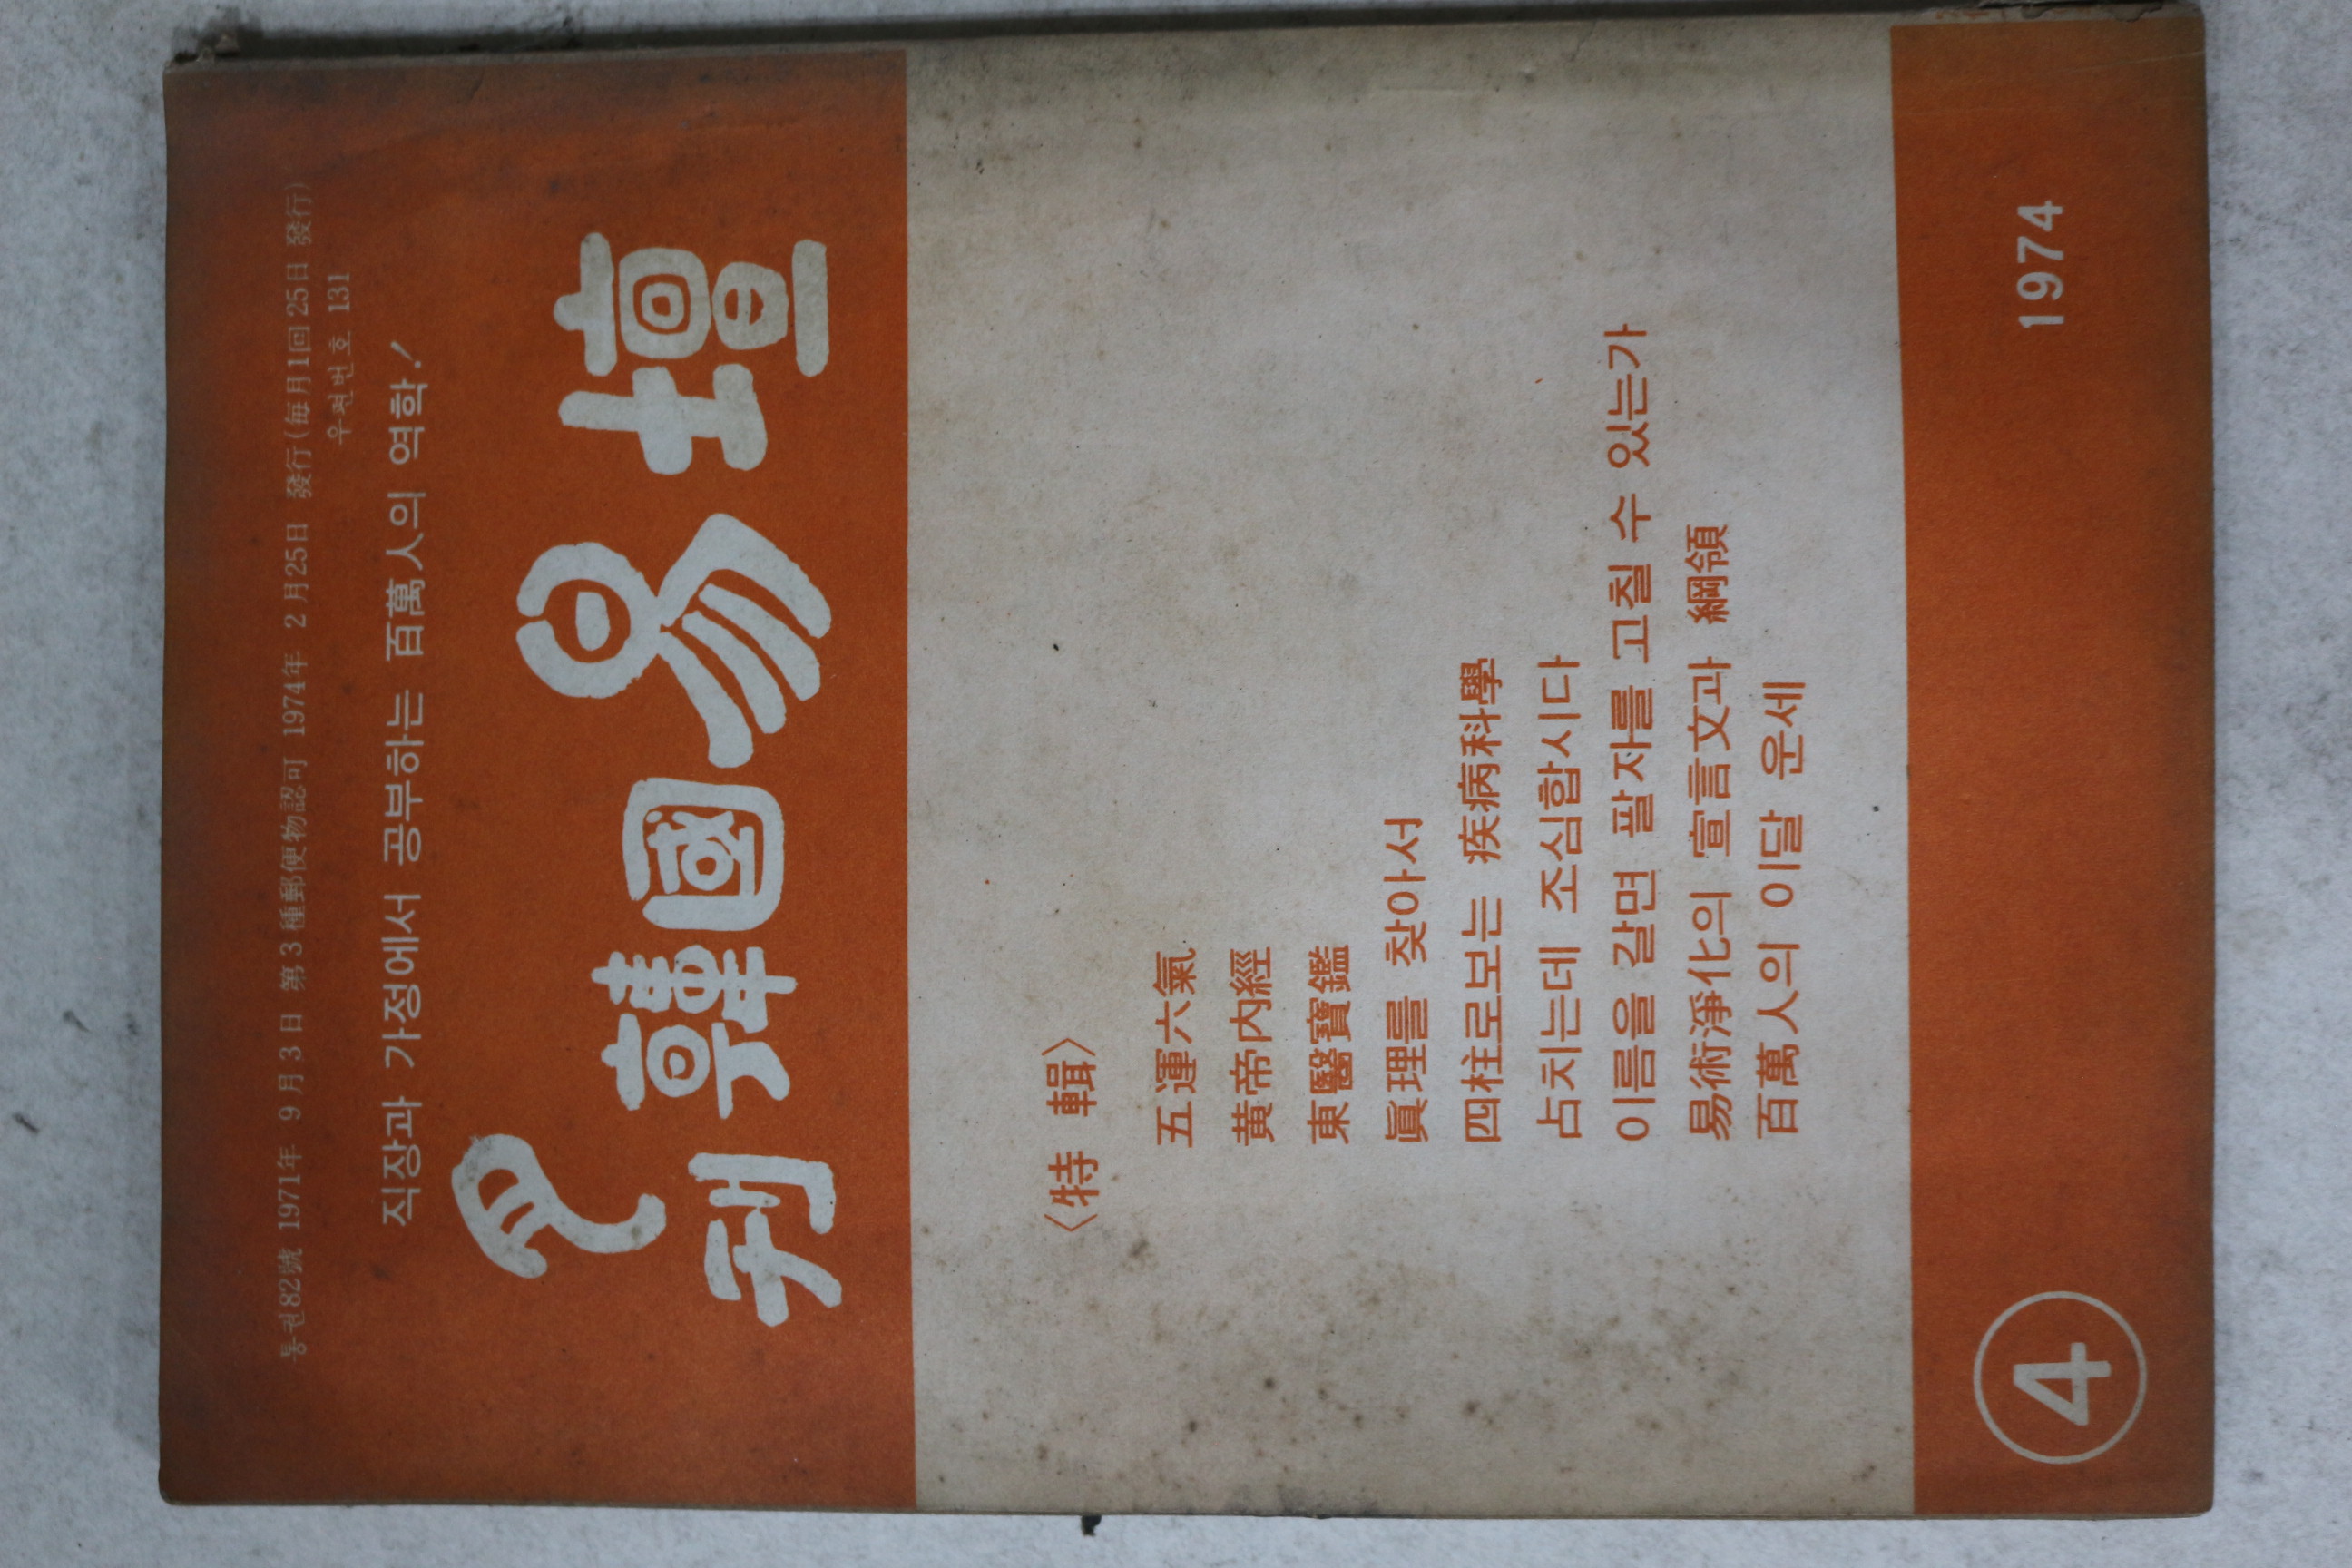 통권82號 1971年 9月3日 第3種郵便物認可 1974年 2月25日 發行(毎月1回 25日 發行)
우편번호 131
직장과 가정에서 공부하는 百萬人의 역학!
月刊 韓國易壇
〈特輯〉
五運六氣
黄帝内經
東醫寶鑑
眞理를 찾아서
四柱로보는 疾病科學
占치는데 조심합시다
이름을 갈면 팔자를 고칠 수 있는가
易術淨化의 宣言文과 綱領
百萬人의 이달 운세
4
1974